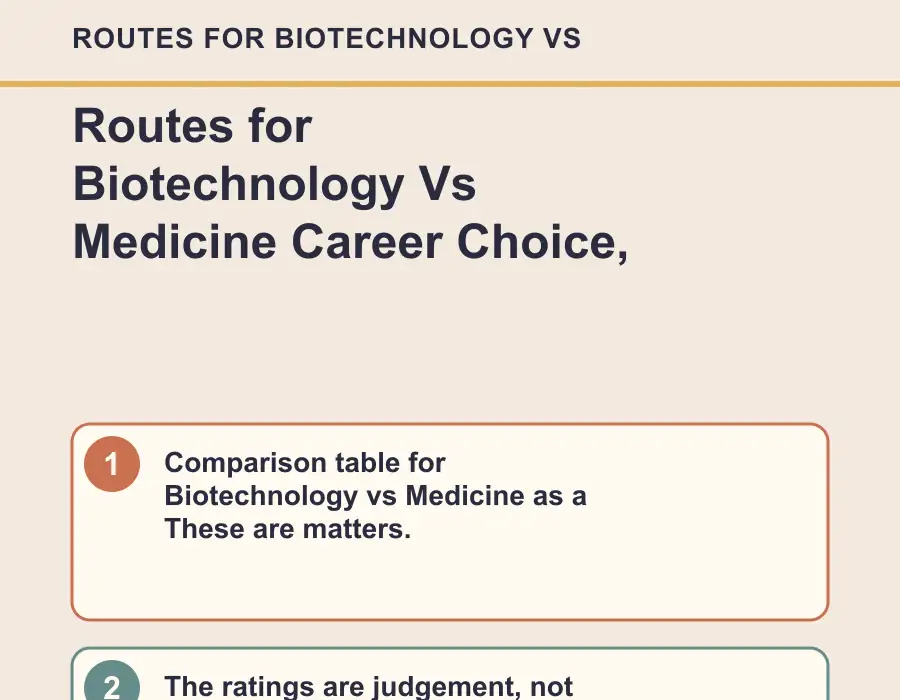 ROUTES FOR BIOTECHNOLOGY VS
Routes for
Biotechnology Vs
Medicine Career Choice,
1
Comparison table for
Biotechnology vs Medicine as a
These are matters.
2
The ratings are judgement, not